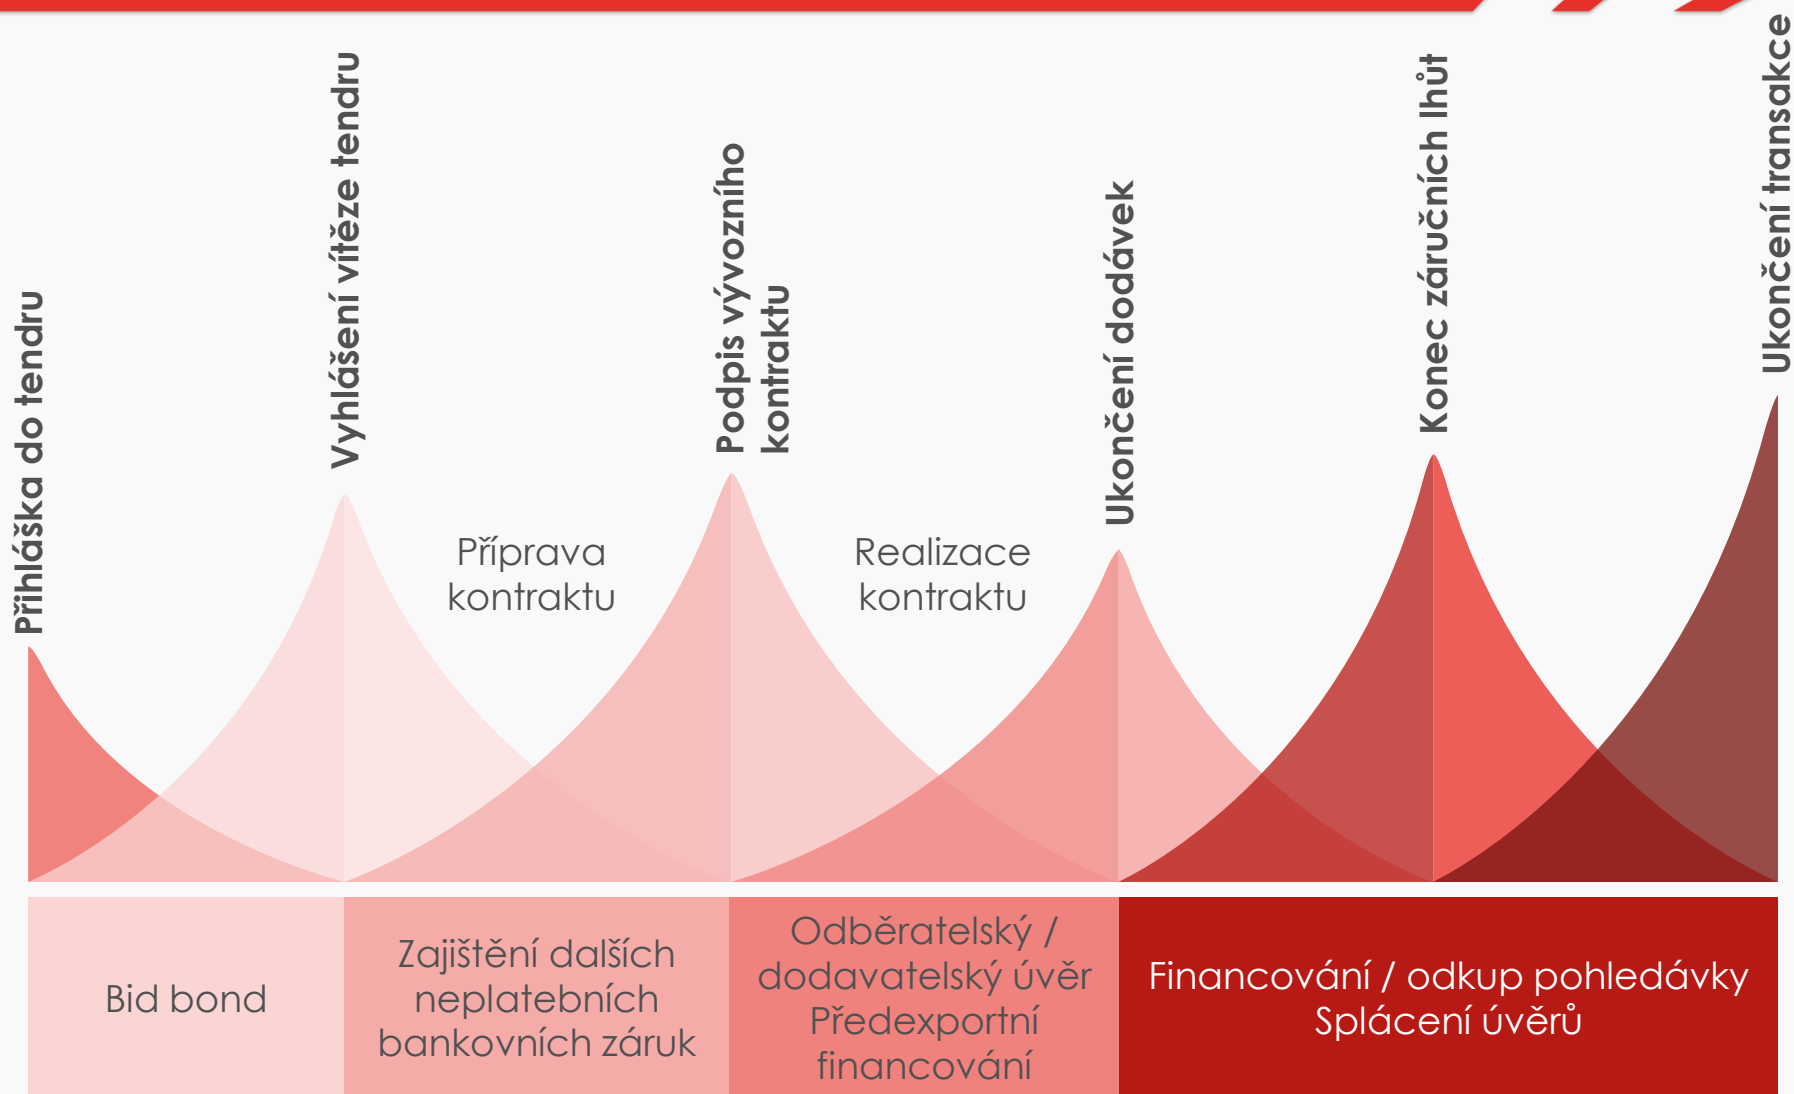 Přihláška do tendru
Vyhlášení vítěze tendru
Podpis vývozního
kontraktu
Ukončení dodávek
Konec záručních lhůt
Ukončení transakce
Příprava
kontraktu
Realizace
kontraktu
Bid bond
Zajištění dalších
neplatebních
bankovních záruk
Odběratelský /
dodavatelský úvěr
Předexportní
financování
Financování / odkup pohledávky
Splácení úvěrů